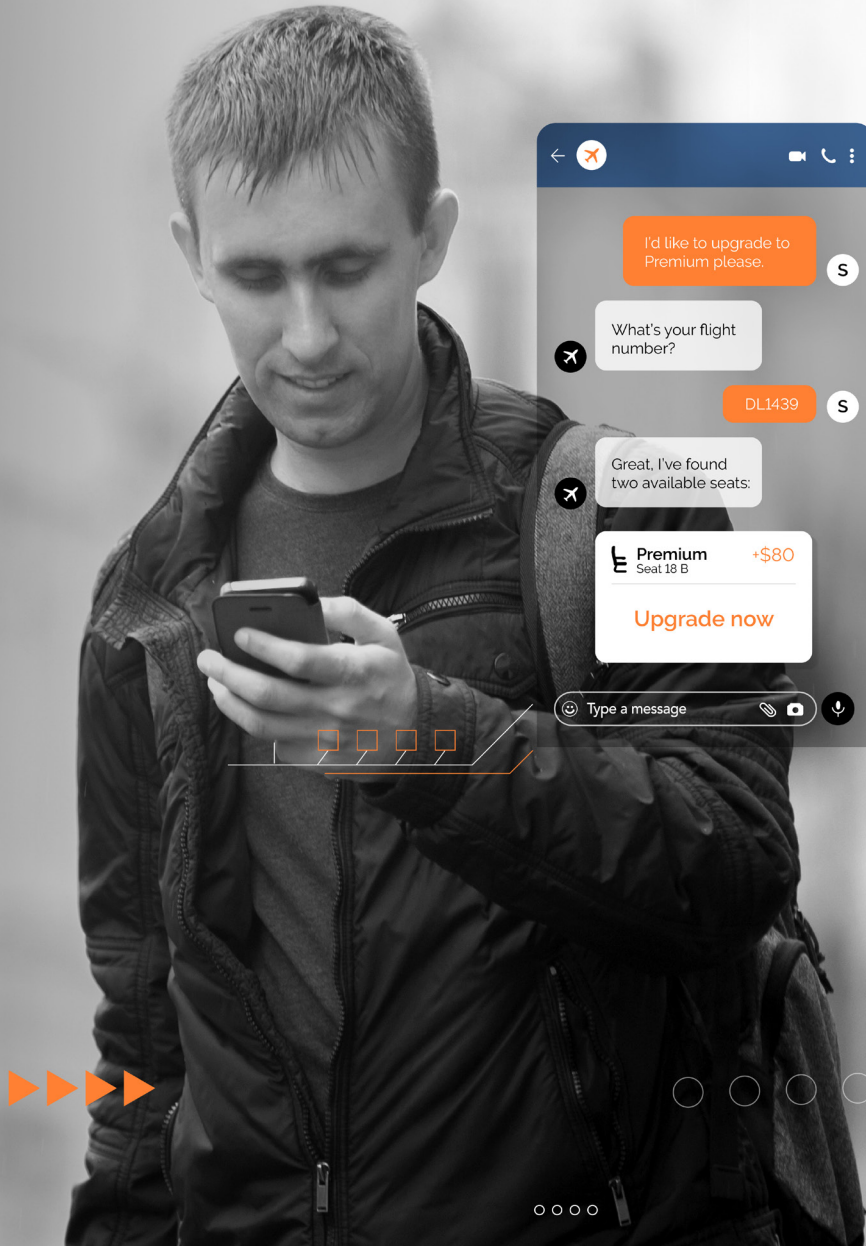 I'd like to upgrade to
Premium please.
S
What's your flight
number?
DL1439
S
Great, I've found
two available seats:
Premium
+$80
Seat 18 B
Upgrade now
Type a message